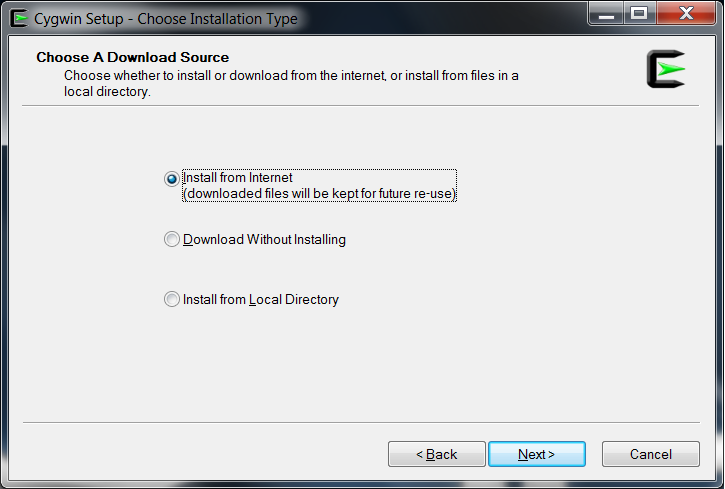 Cygwin Setup - Choose Installation Type
Choose A Download Source
Choose whether to install or download from the internet, or install from files in a
local directory.
Install from Internet
(downloaded files will be kept for future re-use)
Download Without Installing
Install from Local Directory
< Back
Next >
Cancel